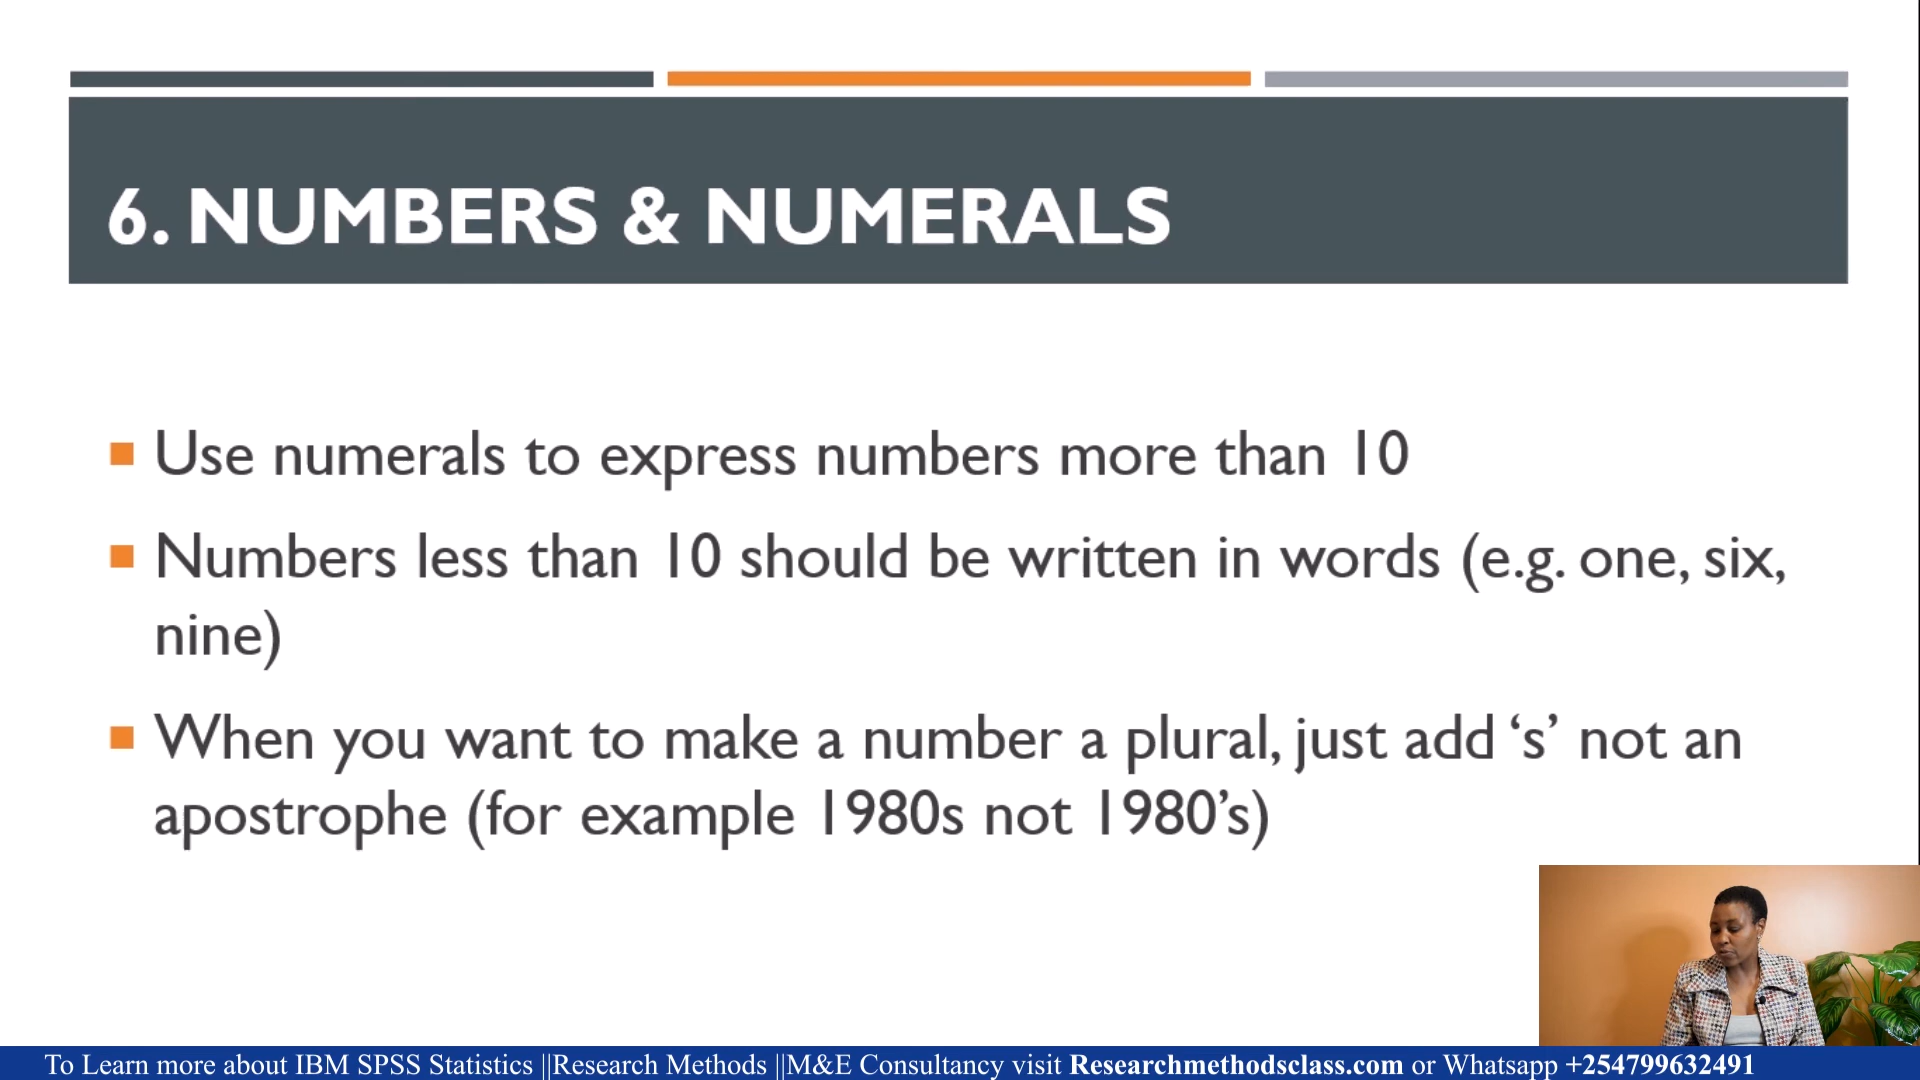 6. NUMBERS & NUMERALS
Use numerals to express numbers more than 10
Numbers less than 10 should be written in words (e.g. one, six,
nine)
When you want to make a number a plural, just add ‘s’ not an
apostrophe (for example 1980s not 1980’s)
To Learn more about IBM SPSS Statistics ||Research Methods ||M&E Consultancy visit Researchmethodsclass.com or Whatsapp +254799632491